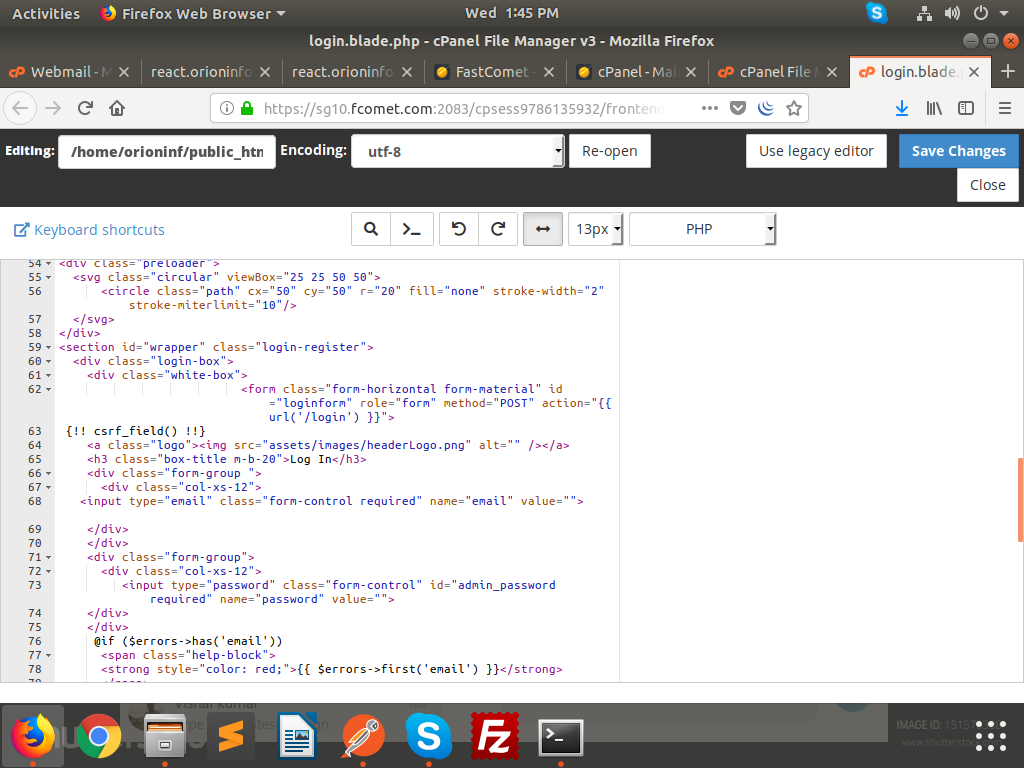 Activities Firefox Web Browser Wed 1:45 PM
login.blade.php - cPanel File Manager v3 - Mozilla Firefox
Webmail - M react.orioninfo react.orioninfo FastComet - cPanel - Mai cPanel File M login.blade.
https://sg10.fcomet.com:2083/cpsess9786135932/fronten
Editing: /home/orioninf/public_htm Encoding: utf-8 Re-open Use legacy editor Save Changes
Close
Keyboard shortcuts 13px PHP
54 <div class="preloader">
55 <svg class="circular" viewBox="25 25 50 50">
56 <circle class="path" cx="50" cy="50" r="20" fill="none" stroke-width="2"
stroke-miterlimit="10"/>
57 </svg>
58 </div>
59 <section id="wrapper" class="login-register">
60 <div class="login-box">
61 <div class="white-box">
62 <form class="form-horizontal form-material" id
="loginform" role="form" method="POST" action="{{
url('/login') }}">
63 {!! csrf_field() !!}
64 <a class="logo"><img src="assets/images/headerLogo.png" alt="" /></a>
65 <h3 class="box-title m-b-20">Log In</h3>
66 <div class="form-group ">
67 <div class="col-xs-12">
68 <input type="email" class="form-control required" name="email" value="">
69 </div>
70 </div>
71 <div class="form-group">
72 <div class="col-xs-12">
73 <input type="password" class="form-control" id="admin_password
required" name="password" value="">
74 </div>
75 </div>
76 @if ($errors->has('email'))
77 <span class="help-block">
78 <strong style="color: red;">{{ $errors->first('email') }}</strong>
Vishal Kumar
IMAGE ID: 1515
www.shutterstoc